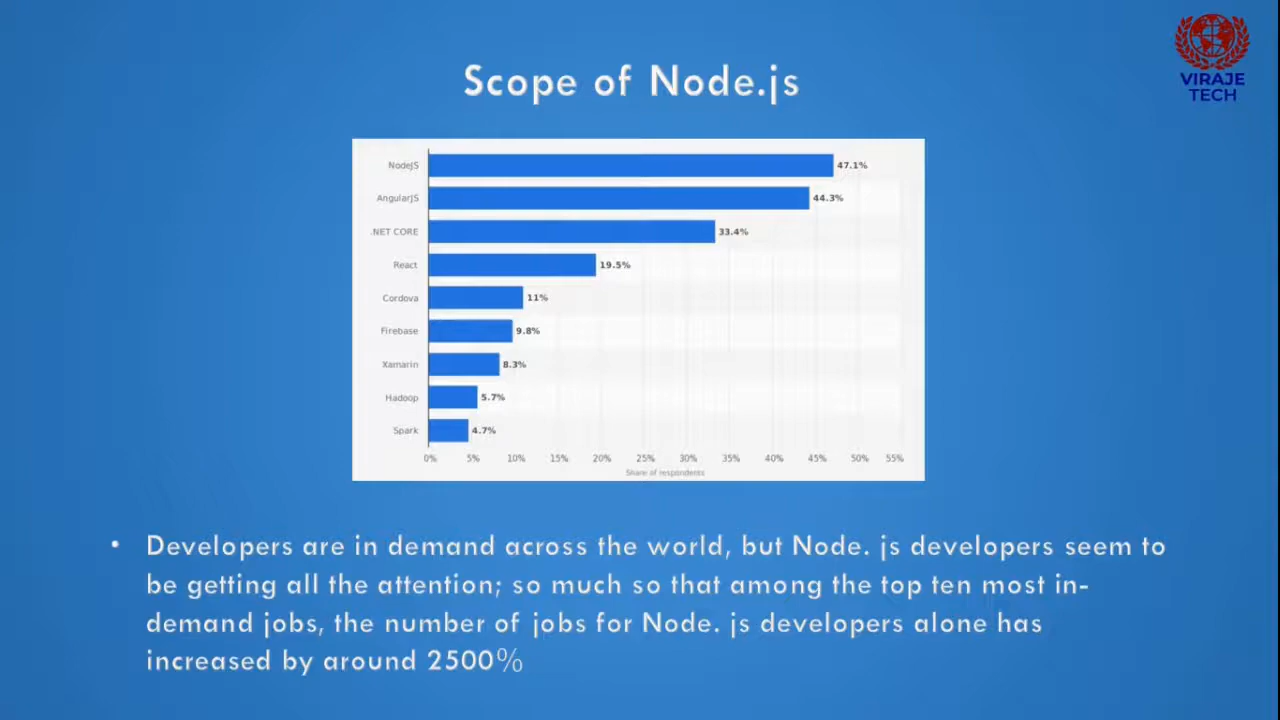 VIRAJE
TECH
Scope of Node.js
NodeJS 47.1%
AngularJS 44.3%
.NET CORE 33.4%
React 19.5%
Cordova 11%
Firebase 9.8%
Xamarin 8.3%
Hadoop 5.7%
Spark 4.7%
0% 5% 10% 15% 20% 25% 30% 35% 40% 45% 50% 55%
Share of respondents
• Developers are in demand across the world, but Node. js developers seem to
be getting all the attention; so much so that among the top ten most in-
demand jobs, the number of jobs for Node. js developers alone has
increased by around 2500%